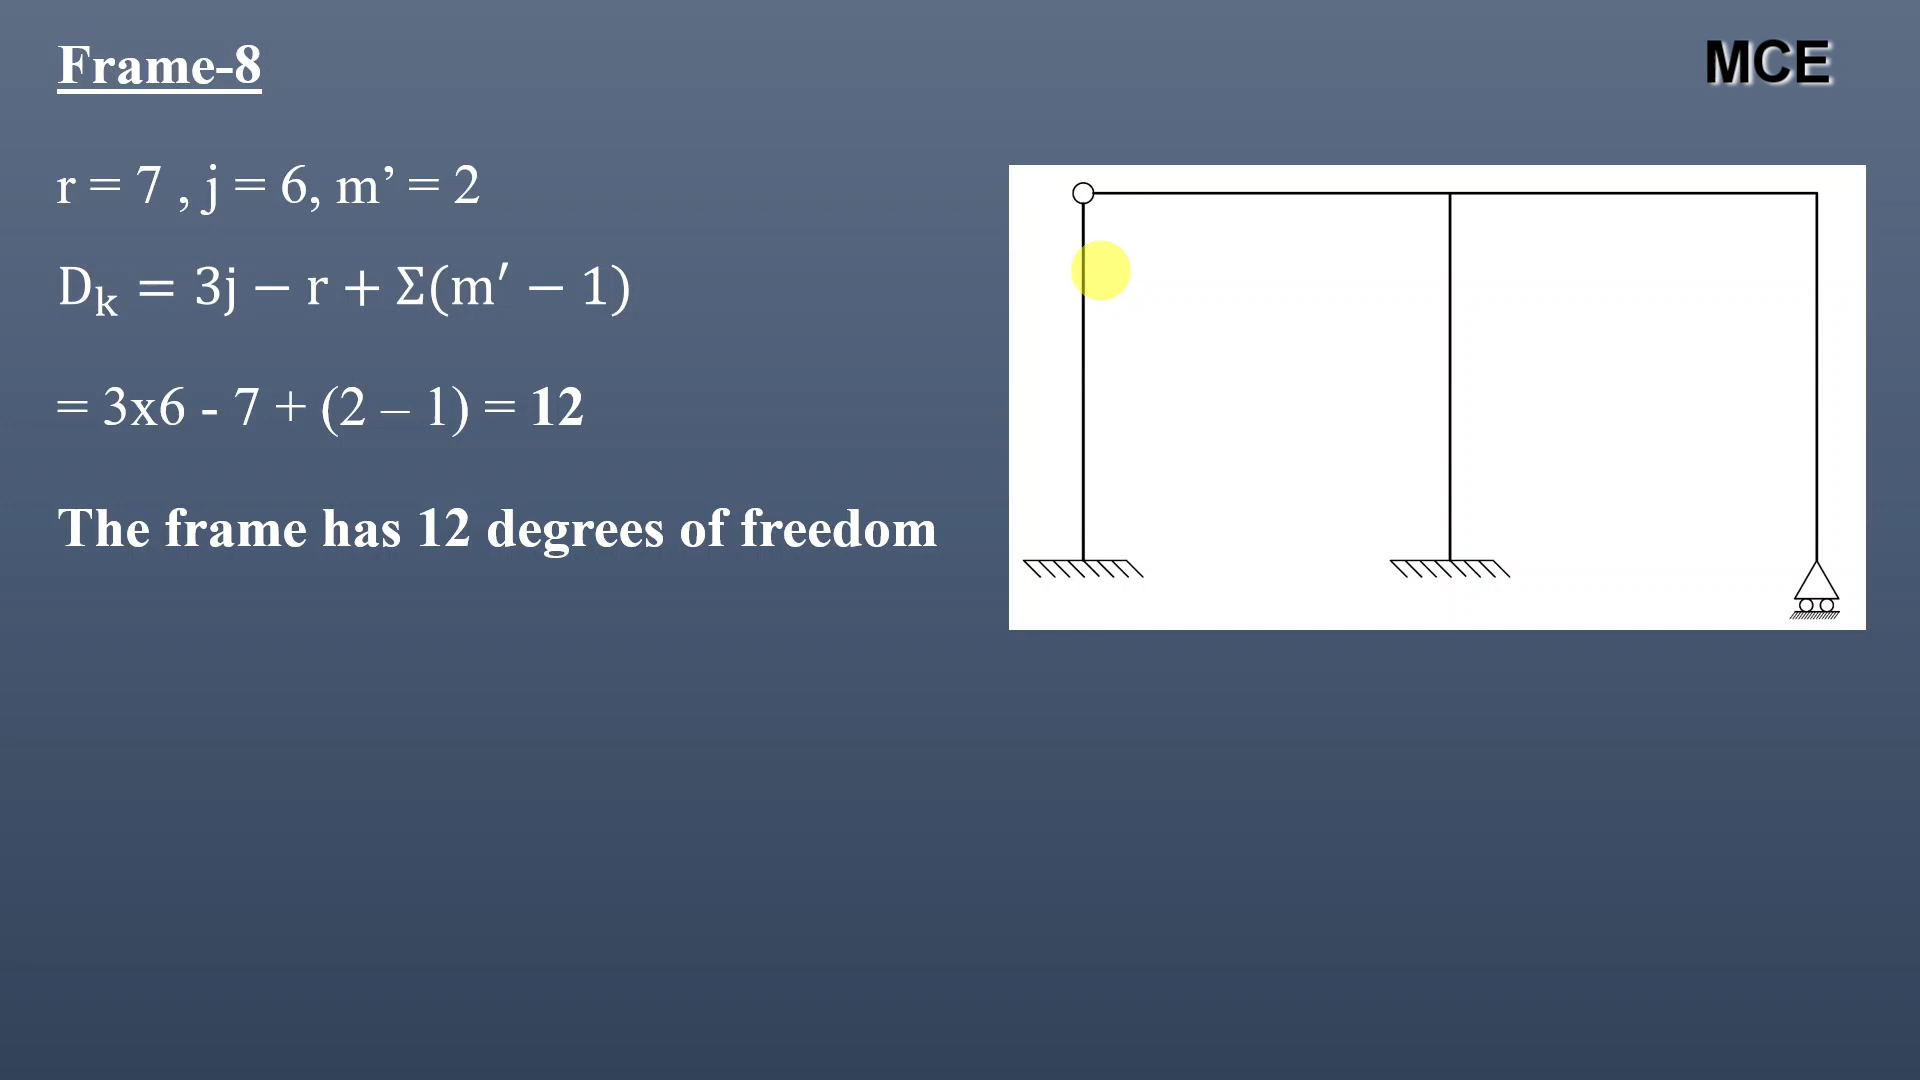 Frame-8
MCE
r = 7 , j = 6, m’ = 2
Dₖ = 3j − r + Σ(m′ − 1)
= 3x6 - 7 + (2 – 1) = 12
The frame has 12 degrees of freedom